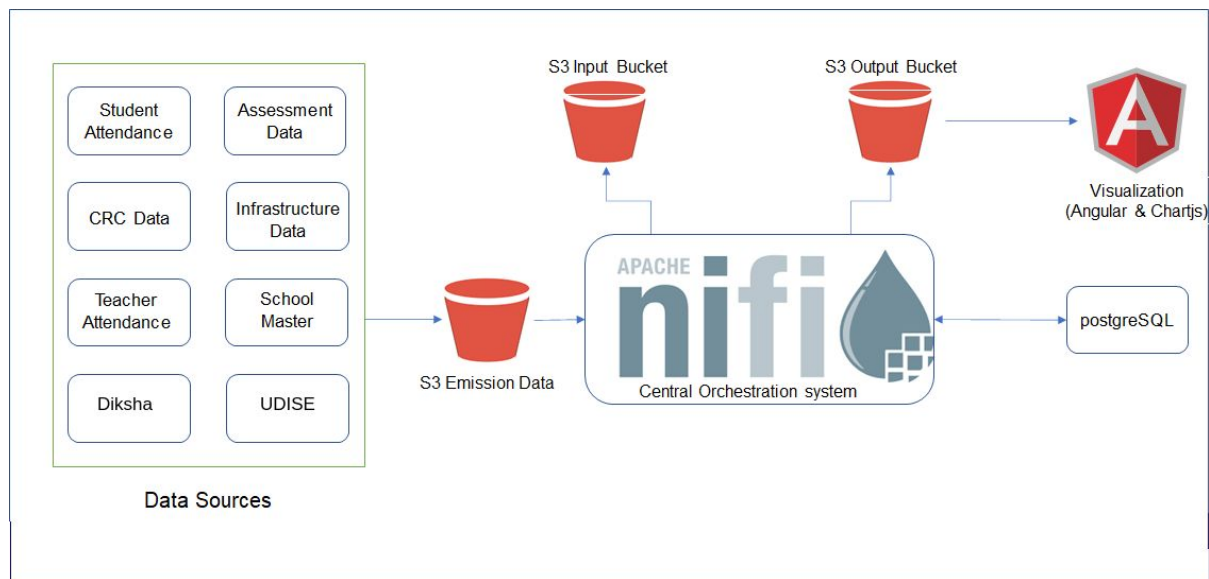 S3 Input Bucket
S3 Output Bucket
Student
Attendance
Assessment
Data
CRC Data
Infrastructure
Data
Teacher
Attendance
School
Master
Diksha
UDISE
Data Sources
S3 Emission Data
APACHE
nifi
Central Orchestration system
A
Visualization
(Angular & Chartjs)
postgreSQL